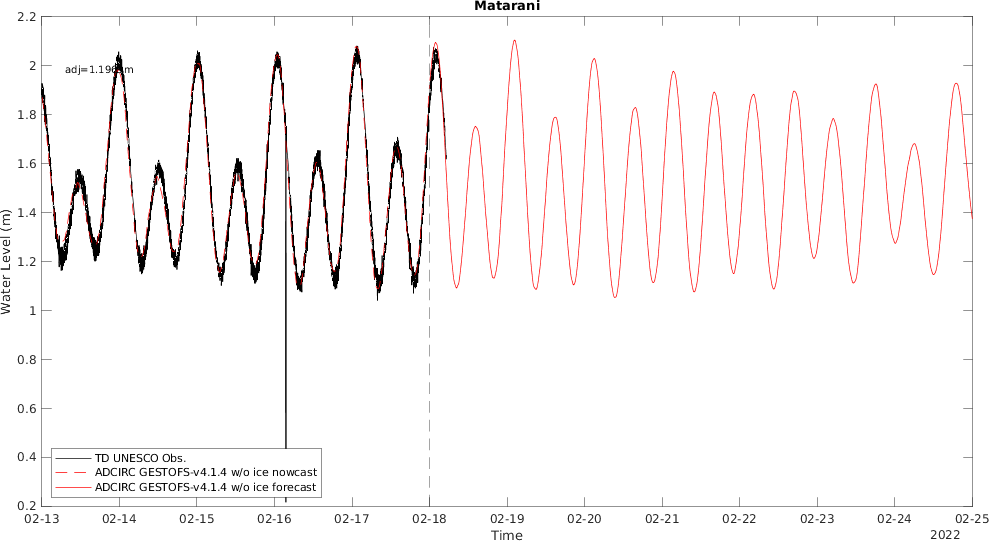 Matarani
2.2
2
1.8
1.6
1.4
1.2
1
0.8
0.6
0.4
0.2
Water Level (m)
TD UNESCO Obs.
ADCIRC GESTOFS-v4.1.4 w/o ice nowcast
ADCIRC GESTOFS-v4.1.4 w/o ice forecast
02-13 02-14 02-15 02-16 02-17 02-18 02-19 02-20 02-21 02-22 02-23 02-24 02-25
Time
2022